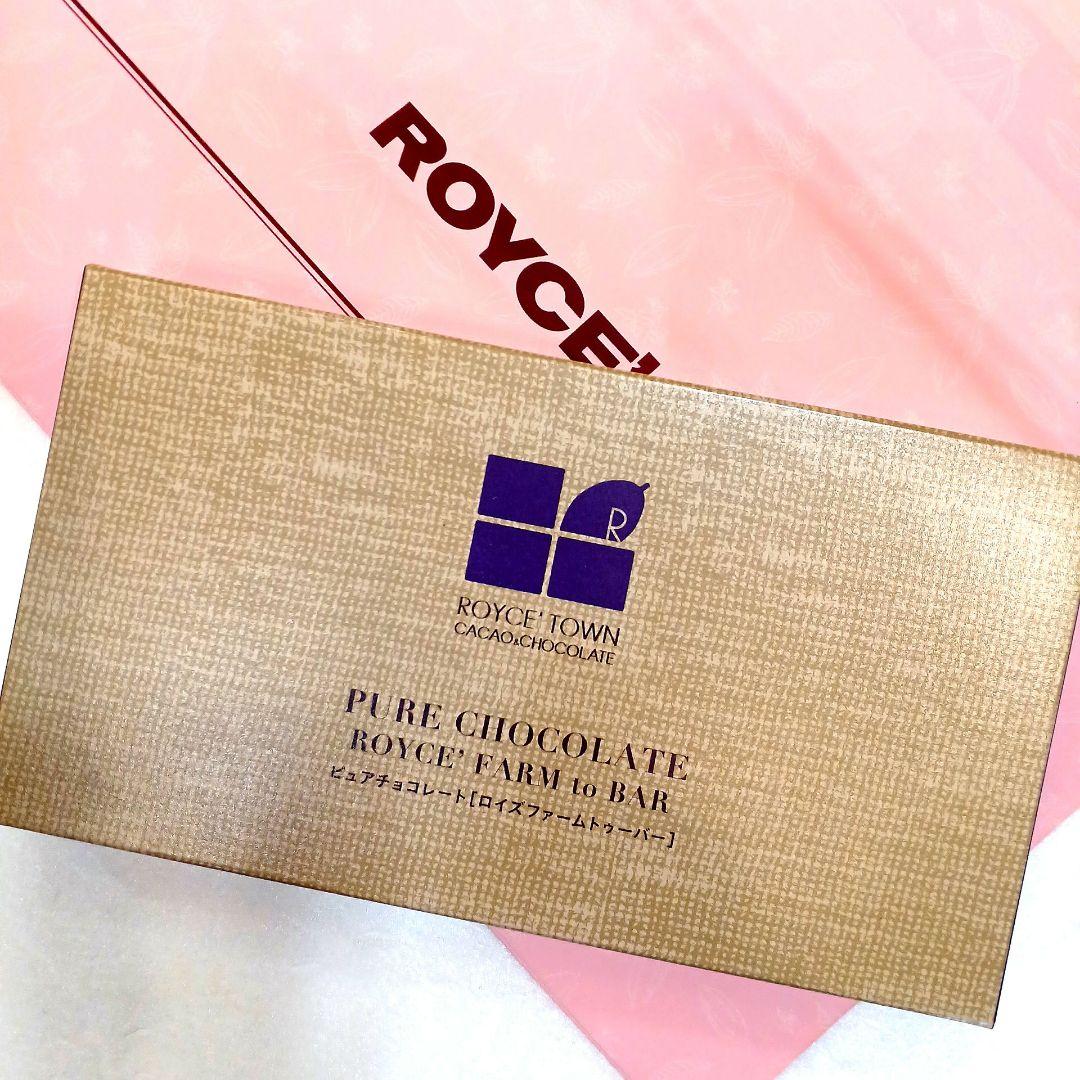 ROYCE'
R
ROYCE' TOWN
CACAO&CHOCOLATE
PURE CHOCOLATE
ROYCE' FARM to BAR
ピュアチョコレート[ロイズファームトゥーバー]